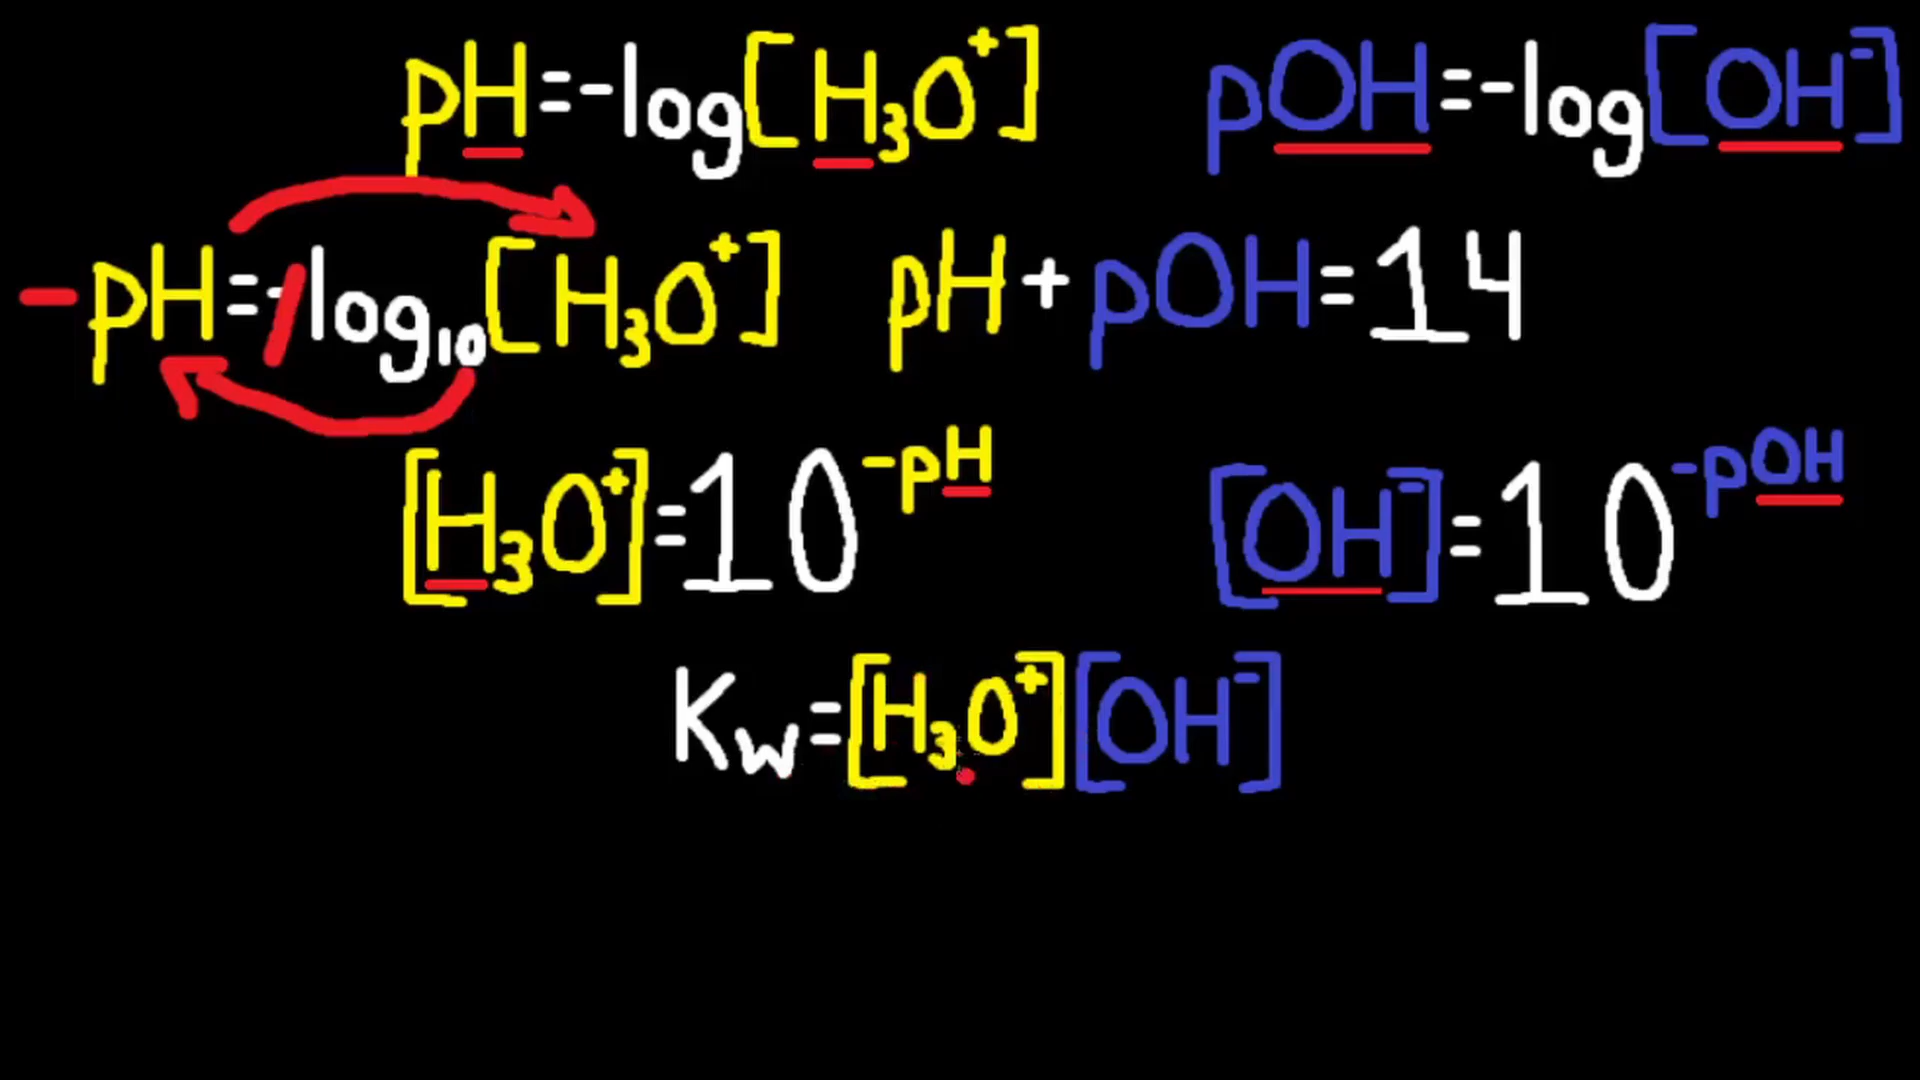 pH=-log[H₃O⁺] pOH=-log[OH⁻]
-pH=-log₁₀[H₃O⁺] pH+pOH=14
[H₃O⁺]=10⁻ᵖᴴ [OH⁻]=10⁻ᵖᴼᴴ
Kw=[H₃O⁺][OH⁻]